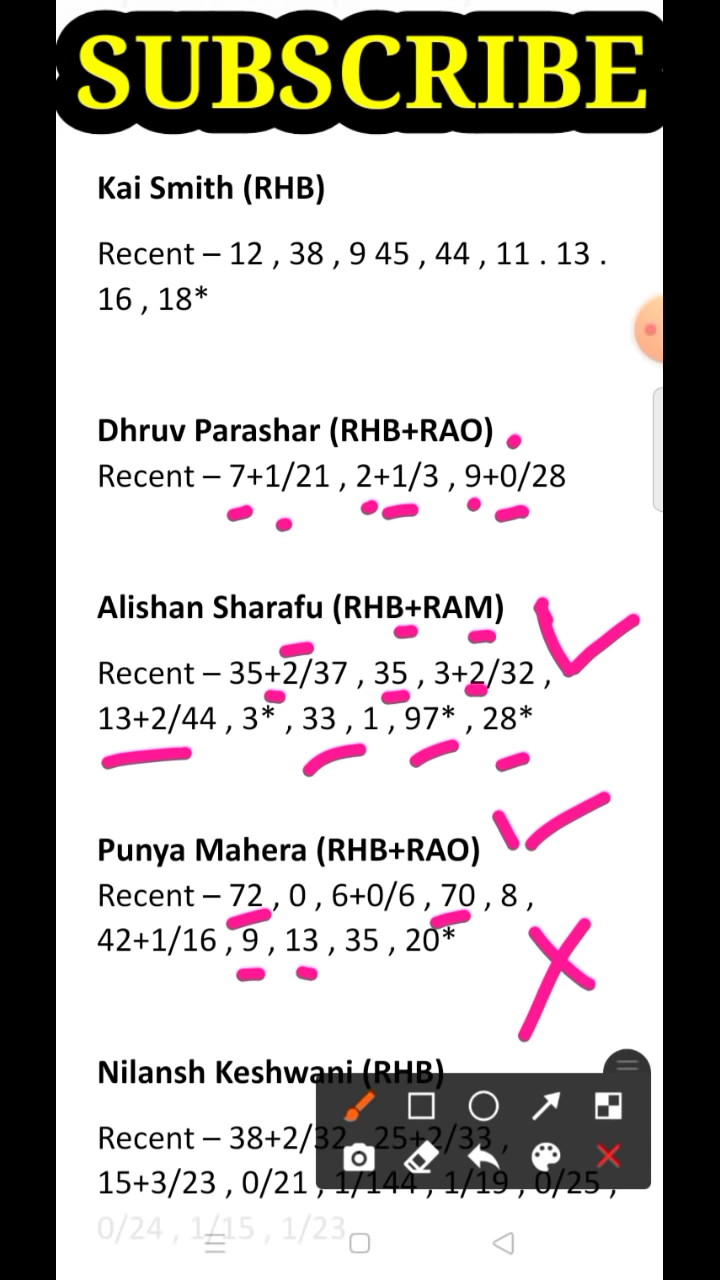 SUBSCRIBE
Kai Smith (RHB)
Recent – 12 , 38 , 9 45 , 44 , 11 . 13 .
16 , 18*
Dhruv Parashar (RHB+RAO)
Recent – 7+1/21 , 2+1/3 , 9+0/28
Alishan Sharafu (RHB+RAM)
Recent – 35+2/37 , 35 , 3+2/32 ,
13+2/44 , 3* , 33 , 1 , 97* , 28*
Punya Mahera (RHB+RAO)
Recent – 72 , 0 , 6+0/6 , 70 , 8 ,
42+1/16 , 9 , 13 , 35 , 20*
Nilansh Keshwani (RHB)
Recent – 38+2/32 , 25+2/33 ,
15+3/23 , 0/21 , 1/144 , 1/19 , 0/25 ,
0/24 , 1/15 , 1/23